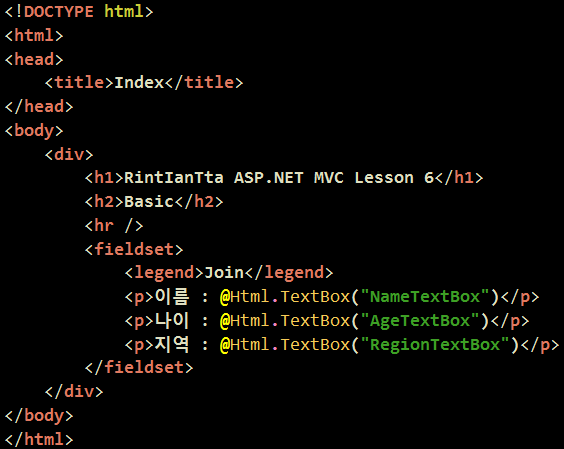 <!DOCTYPE html>
<html>
<head>
    <title>Index</title>
</head>
<body>
    <div>
        <h1>RintIanTta ASP.NET MVC Lesson 6</h1>
        <h2>Basic</h2>
        <hr />
        <fieldset>
            <legend>Join</legend>
            <p>이름 : @Html.TextBox("NameTextBox")</p>
            <p>나이 : @Html.TextBox("AgeTextBox")</p>
            <p>지역 : @Html.TextBox("RegionTextBox")</p>
        </fieldset>
    </div>
</body>
</html>